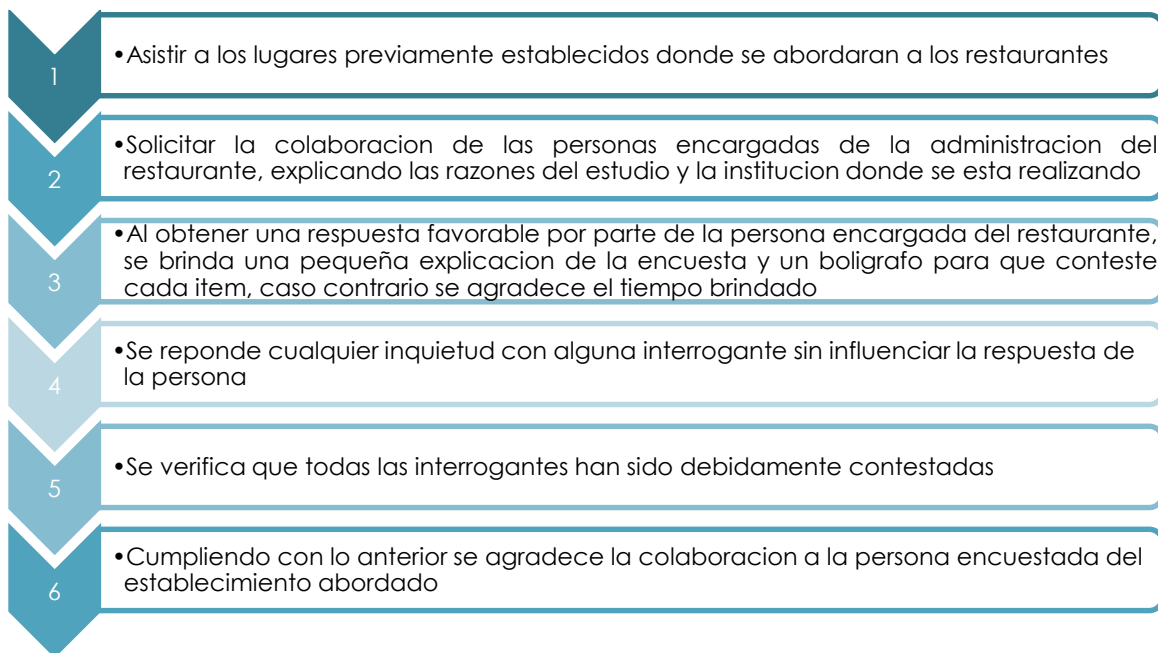 1
•Asistir a los lugares previamente establecidos donde se abordaran a los restaurantes
2
•Solicitar la colaboracion de las personas encargadas de la administracion del
restaurante, explicando las razones del estudio y la institucion donde se esta realizando
3
•Al obtener una respuesta favorable por parte de la persona encargada del restaurante,
se brinda una pequeña explicacion de la encuesta y un boligrafo para que conteste
cada item, caso contrario se agradece el tiempo brindado
4
•Se reponde cualquier inquietud con alguna interrogante sin influenciar la respuesta de
la persona
5
•Se verifica que todas las interrogantes han sido debidamente contestadas
6
•Cumpliendo con lo anterior se agradece la colaboracion a la persona encuestada del
establecimiento abordado